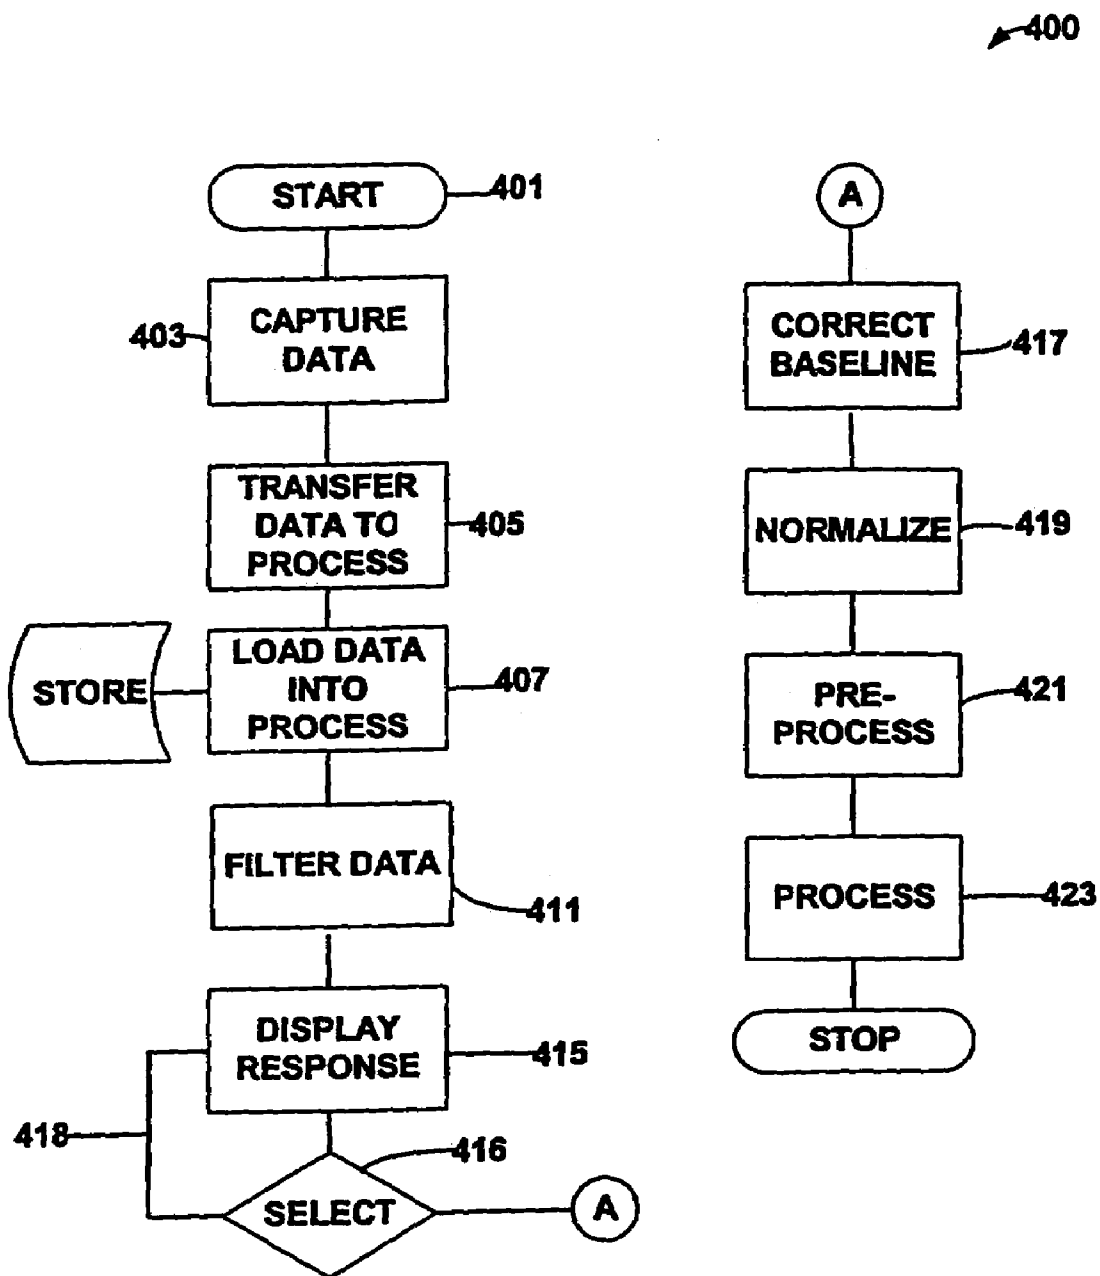 400
START
401
CAPTURE
DATA
403
TRANSFER
DATA TO
PROCESS
405
STORE
LOAD DATA
INTO
PROCESS
407
FILTER DATA
411
DISPLAY
RESPONSE
415
418
416
SELECT
A
A
CORRECT
BASELINE
417
NORMALIZE
419
PRE-
PROCESS
421
PROCESS
423
STOP